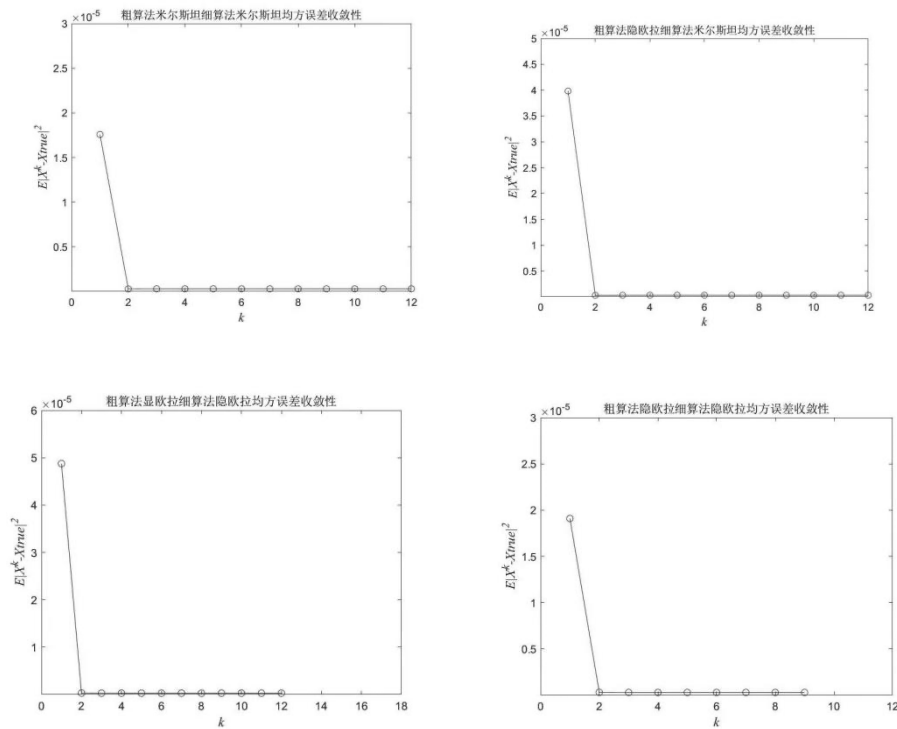 粗算法米尔斯坦细算法米尔斯坦均方误差收敛性
×10⁻⁵
3
2.5
2
1.5
1
0.5
E|X^k-Xtrue|^2
0 2 4 6 8 10 12
k
粗算法隐欧拉细算法米尔斯坦均方误差收敛性
×10⁻⁵
5
4.5
4
3.5
3
2.5
2
1.5
1
0.5
E|X^k-Xtrue|^2
0 2 4 6 8 10 12
k
粗算法显欧拉细算法隐欧拉均方误差收敛性
×10⁻⁵
6
5
4
3
2
1
E|X^k-Xtrue|^2
0 2 4 6 8 10 12 14 16 18
k
粗算法隐欧拉细算法隐欧拉均方误差收敛性
×10⁻⁵
3
2.5
2
1.5
1
0.5
E|X^k-Xtrue|^2
0 2 4 6 8 10 12
k